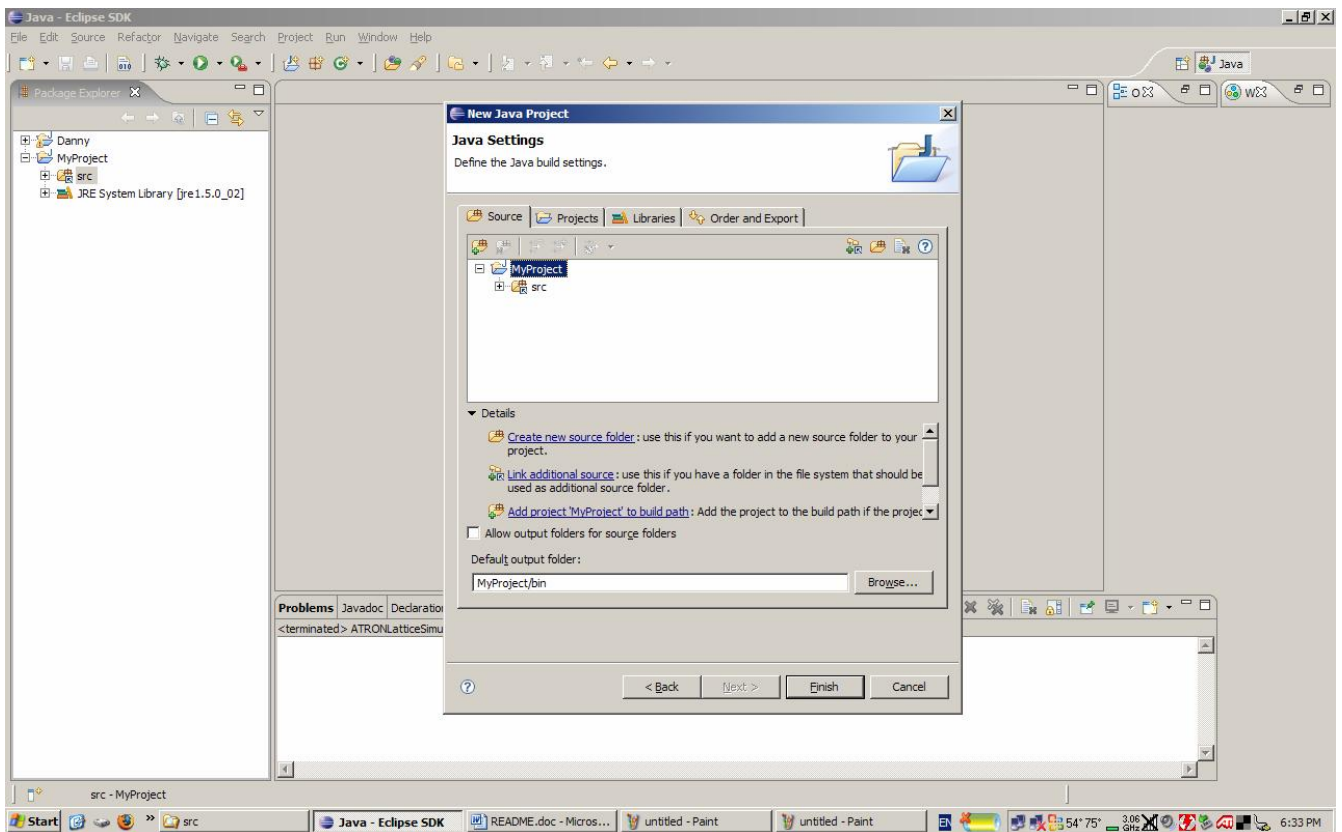 Java - Eclipse SDK
File Edit Source Refactor Navigate Search Project Run Window Help
Java
Package Explorer
Danny
MyProject
src
JRE System Library [jre1.5.0_02]
New Java Project
Java Settings
Define the Java build settings.
Source Projects Libraries Order and Export
MyProject
src
Details
Create new source folder: use this if you want to add a new source folder to your
project.
Link additional source: use this if you have a folder in the file system that should be
used as additional source folder.
Add project 'MyProject' to build path: Add the project to the build path if the projec
Allow output folders for source folders
Default output folder:
MyProject/bin Browse...
Problems Javadoc Declaration
<terminated> ATRONLatticeSimu
< Back Next > Finish Cancel
src - MyProject
Start src Java - Eclipse SDK README.doc - Micros... untitled - Paint untitled - Paint EN 54° 75° 3.06 GHz 6:33 PM